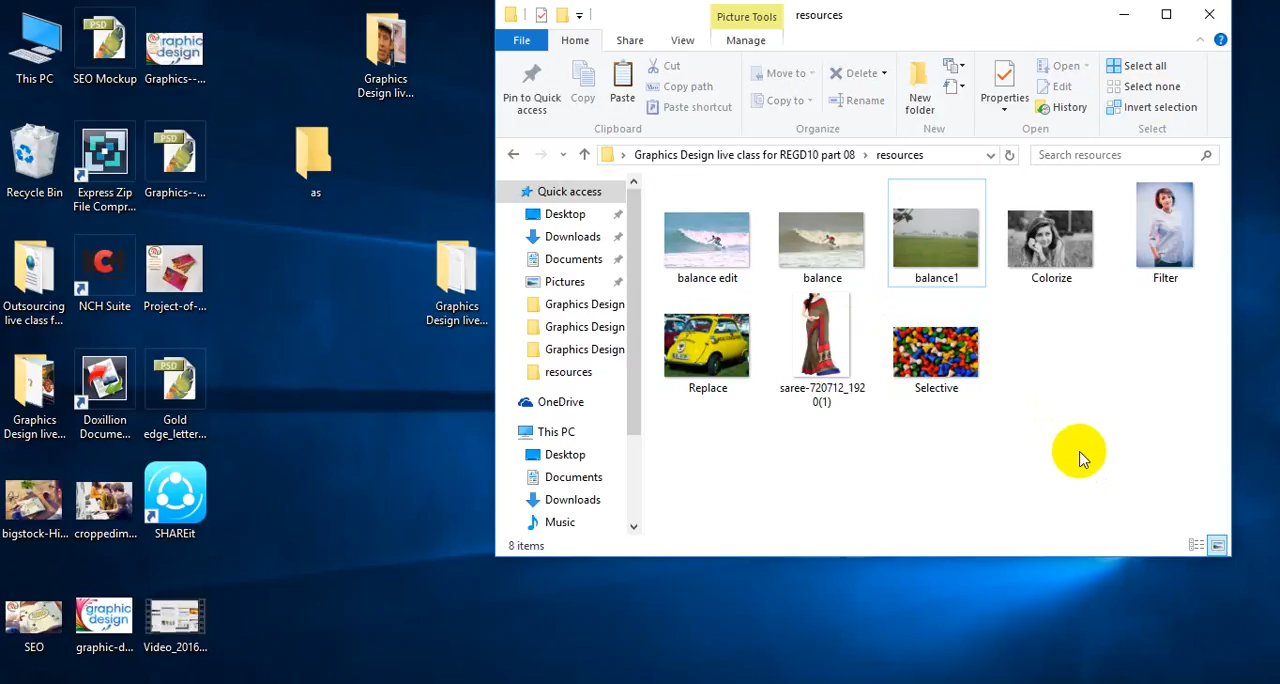 This PC
SEO Mockup
Graphics--...
Graphics
Design liv...
Recycle Bin
Express Zip
File Compr...
Graphics--...
as
Outsourcing
live class f...
NCH Suite
Project-of-...
Graphics
Design live...
Graphics
Design live...
Doxillion
Docume...
Gold
edge_letter...
bigstock-Hi...
croppedim...
SHAREit
SEO
graphic-d...
Video_2016...
Picture Tools
resources
File
Home
Share
View
Manage
Pin to Quick
access
Copy
Paste
Cut
Copy path
Paste shortcut
Clipboard
Move to
Copy to
Delete
Rename
Organize
New
folder
New
Properties
Open
Edit
History
Open
Select all
Select none
Invert selection
Select
Graphics Design live class for REGD10 part 08
resources
Search resources
Quick access
Desktop
Downloads
Documents
Pictures
Graphics Design
Graphics Design
Graphics Design
resources
OneDrive
This PC
Desktop
Documents
Downloads
Music
balance edit
balance
balance1
Colorize
Filter
Replace
saree-720712_192
0(1)
Selective
8 items